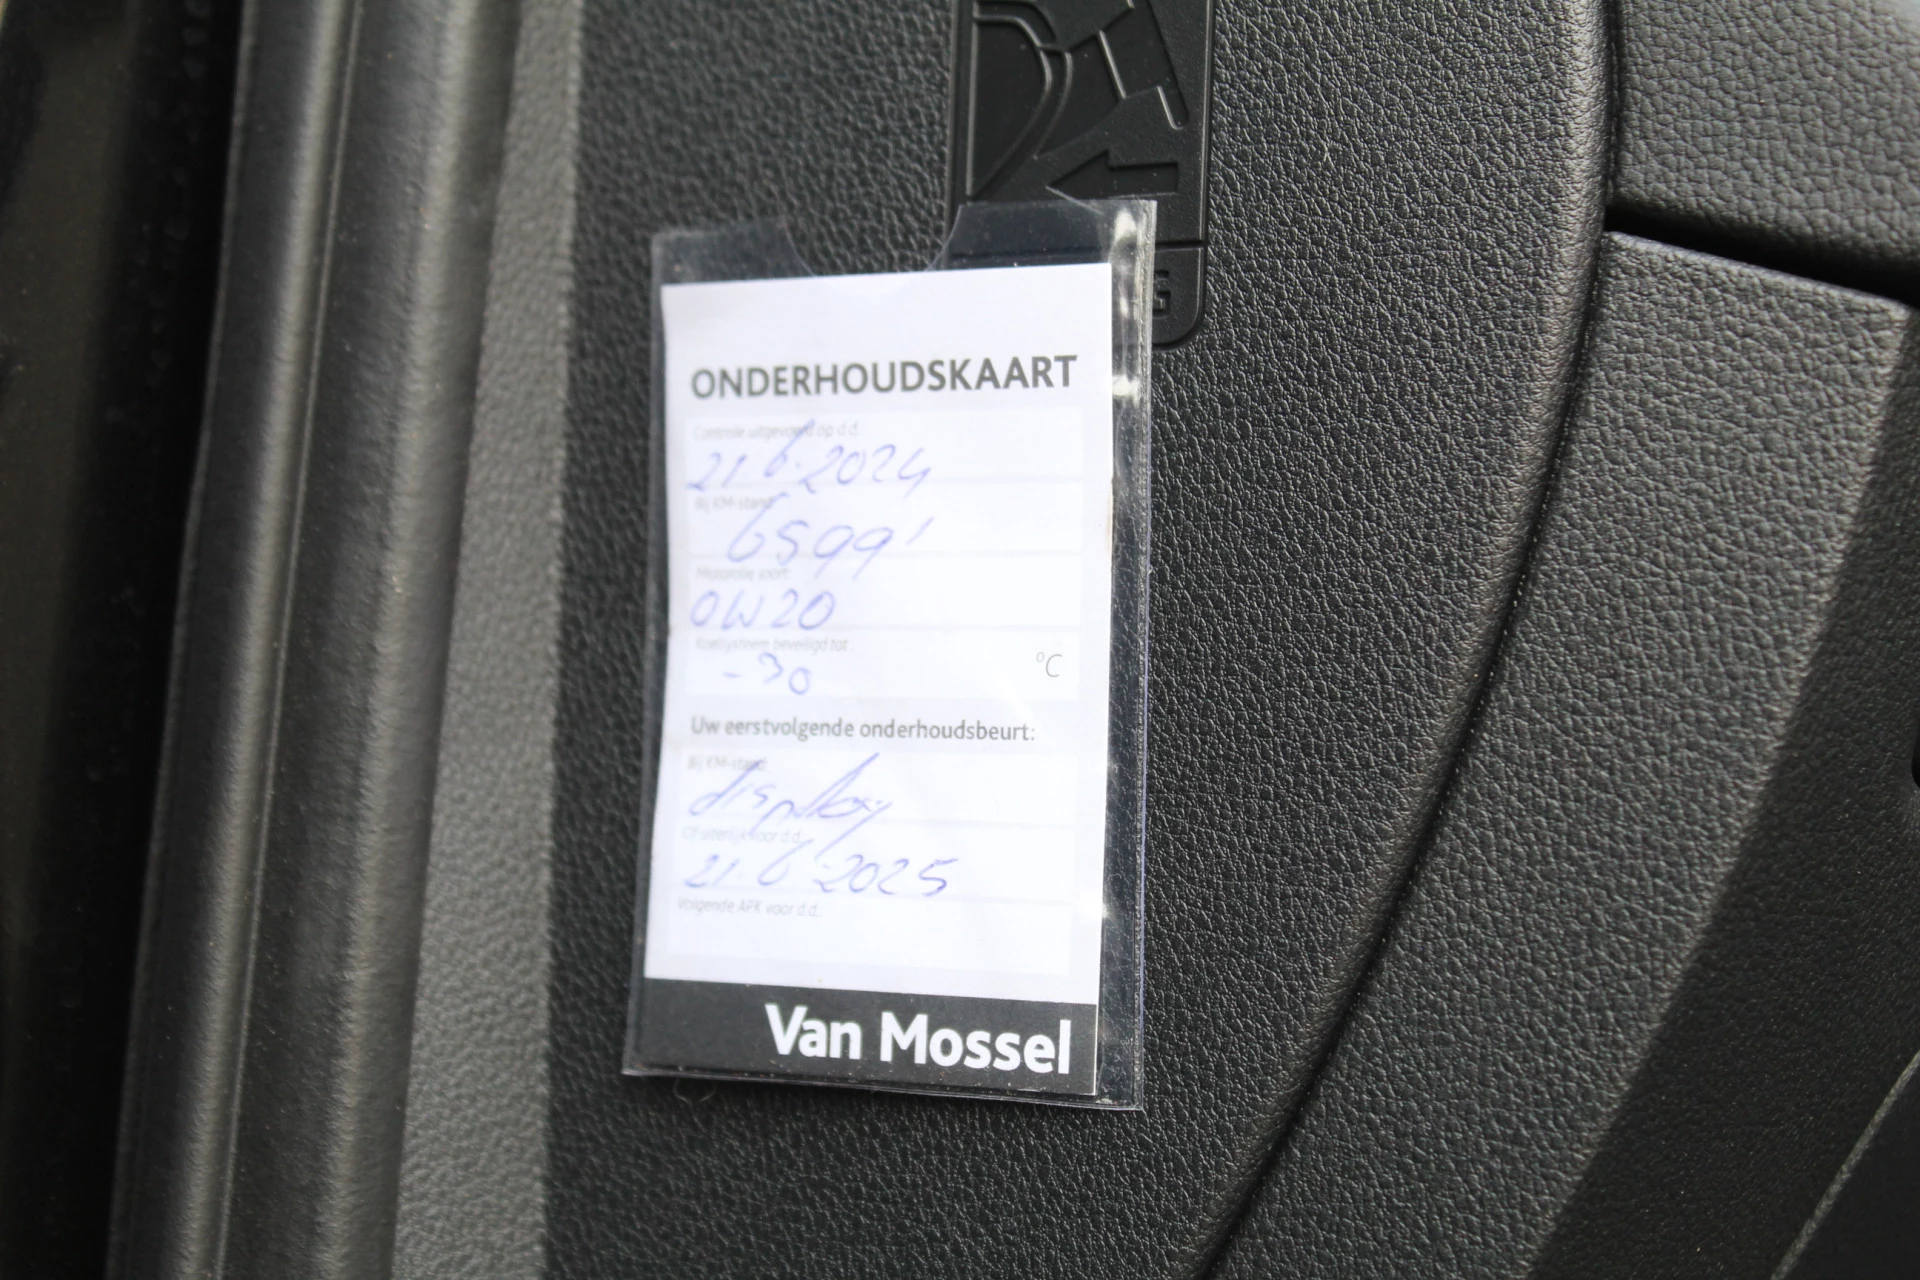 G
ONDERHOUDSKAART
Controle uitgevoerd op d.d.:
21-6-2024
Bij KM-stand:
6599'
Motorolie soort:
0W20
Koelsysteem beveiligd tot :
-30 °C
Uw eerstvolgende onderhoudsbeurt:
Bij KM-stand:
display
Of uiterlijk voor d.d.:
21-6-2025
Volgende APK voor d.d.:
Van Mossel